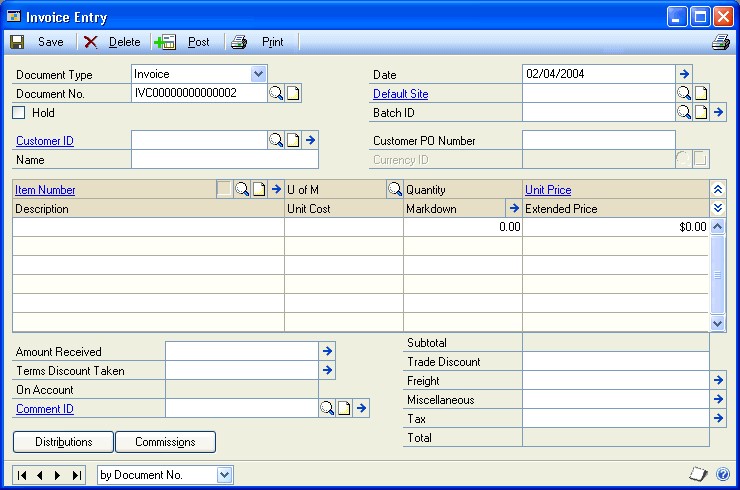 Invoice Entry
Save Delete Post Print
Document Type Invoice Date 02/04/2004
Document No. IVC00000000000002 Default Site
Hold Batch ID
Customer ID Customer PO Number
Name Currency ID
Item Number U of M Quantity Unit Price
Description Unit Cost Markdown Extended Price
0.00 $0.00
Subtotal
Amount Received Trade Discount
Terms Discount Taken Freight
On Account Miscellaneous
Comment ID Tax
Distributions Commissions Total
by Document No.